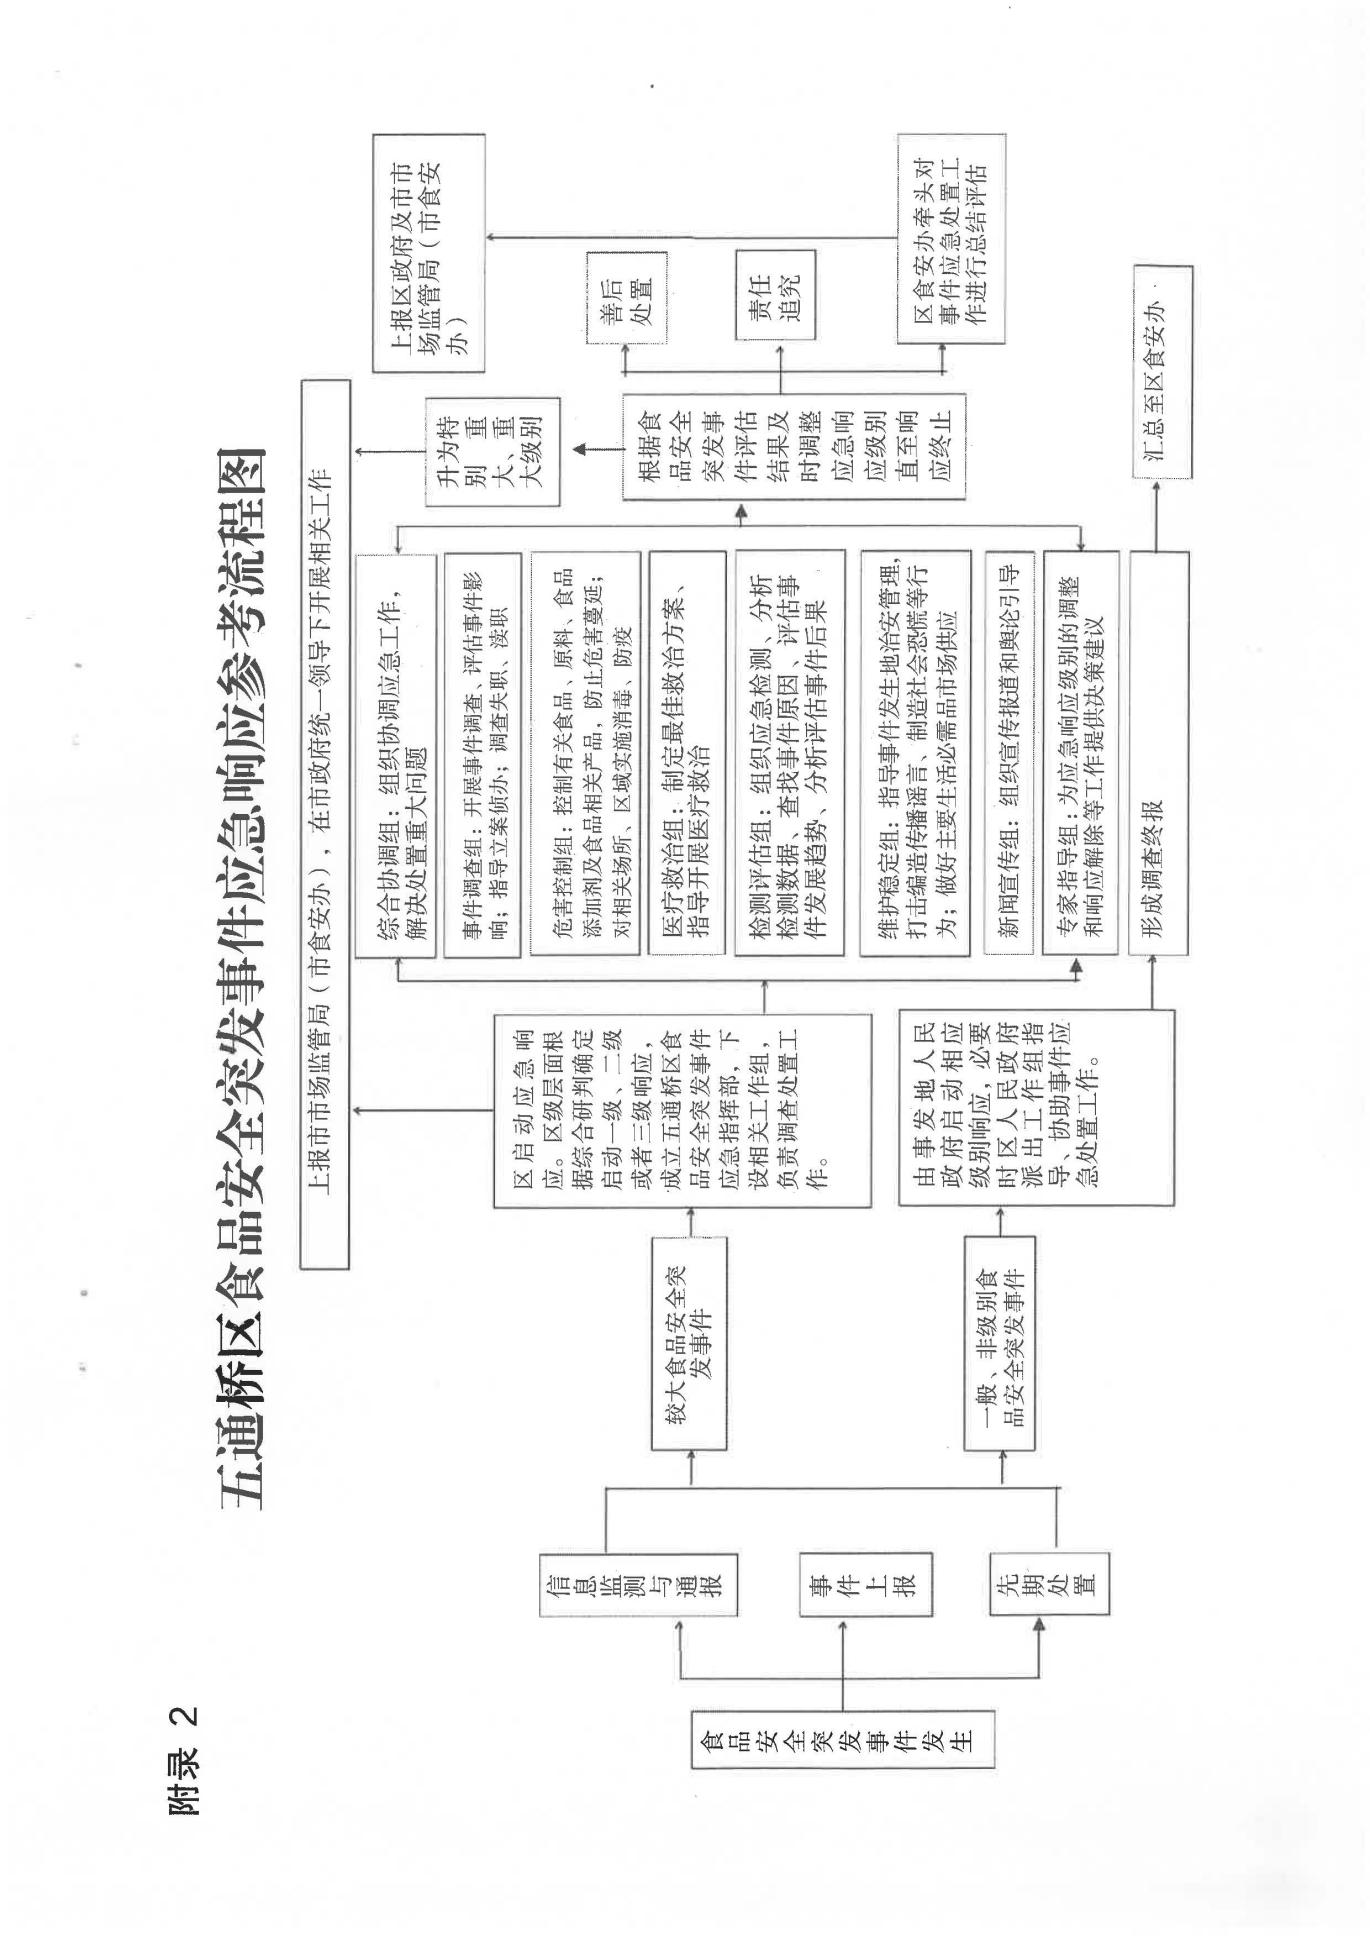 附录 2
五通桥区食品安全突发事件应急响应参考流程图
上报市市场监管局（市食安办），在市政府统一领导下开展相关工作
食品安全突发事件发生
信息监测与通报
事件上报
先期处置
较大食品安全突
发事件
一般、非级别食
品安全突发事件
区启动应急响
应。区级层面根
据综合研判确定
启动一级、二级
或者三级响应，
成立五通桥区食
品安全突发事件
应急指挥部，下
设相关工作组，
负责调查处置工
作。
由事发地人民
政府启动相应
级别响应，必要
时区人民政府
派出工作组指
导、协助事件应
急处置工作。
综合协调组：组织协调应急工作，
解决处置重大问题
事件调查组：开展事件调查、评估事件影
响；指导立案侦办；调查失职、渎职
危害控制组：控制有关食品、原料、食品
添加剂及食品相关产品，防止危害蔓延；
对相关场所、区域实施消毒、防疫
医疗救治组：制定最佳救治方案、
指导开展医疗救治
检测评估组：组织应急检测、分析
检测数据、查找事件原因、评估事
件发展趋势、分析评估事件后果
维护稳定组：指导事件发生地治安管理，
打击编造传播谣言、制造社会恐慌等行
为；做好主要生活必需品市场供应
新闻宣传组：组织宣传报道和舆论引导
专家指导组：为应急响应级别的调整
和响应解除等工作提供决策建议
形成调查终报
升为特
别重
大、重
大级别
根据食
品安全
突发事
件评估
结果及
时调整
应急响
应级别
直至响
应终止
汇总至区食安办
善后
处置
责任
追究
区食安办牵头对
事件应急处置工
作进行总结评估
上报区政府及市市
场监管局（市食安
办）